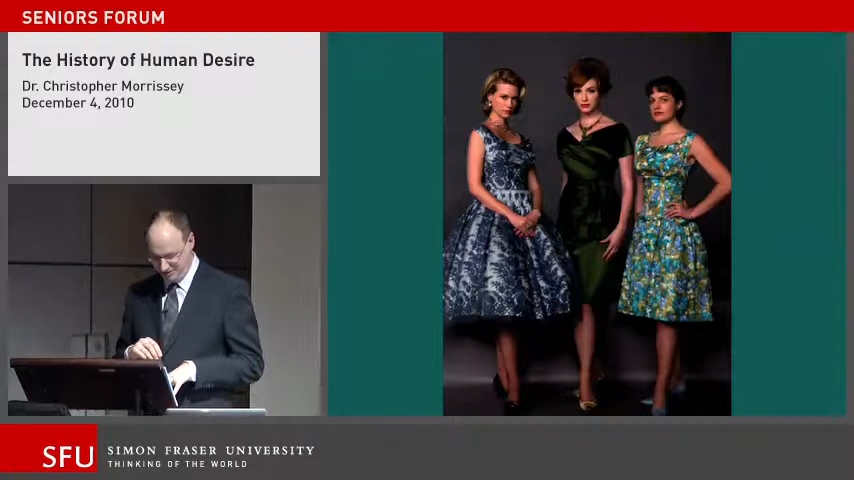 SENIORS FORUM
The History of Human Desire
Dr. Christopher Morrissey
December 4, 2010
SFU
SIMON FRASER UNIVERSITY
THINKING OF THE WORLD